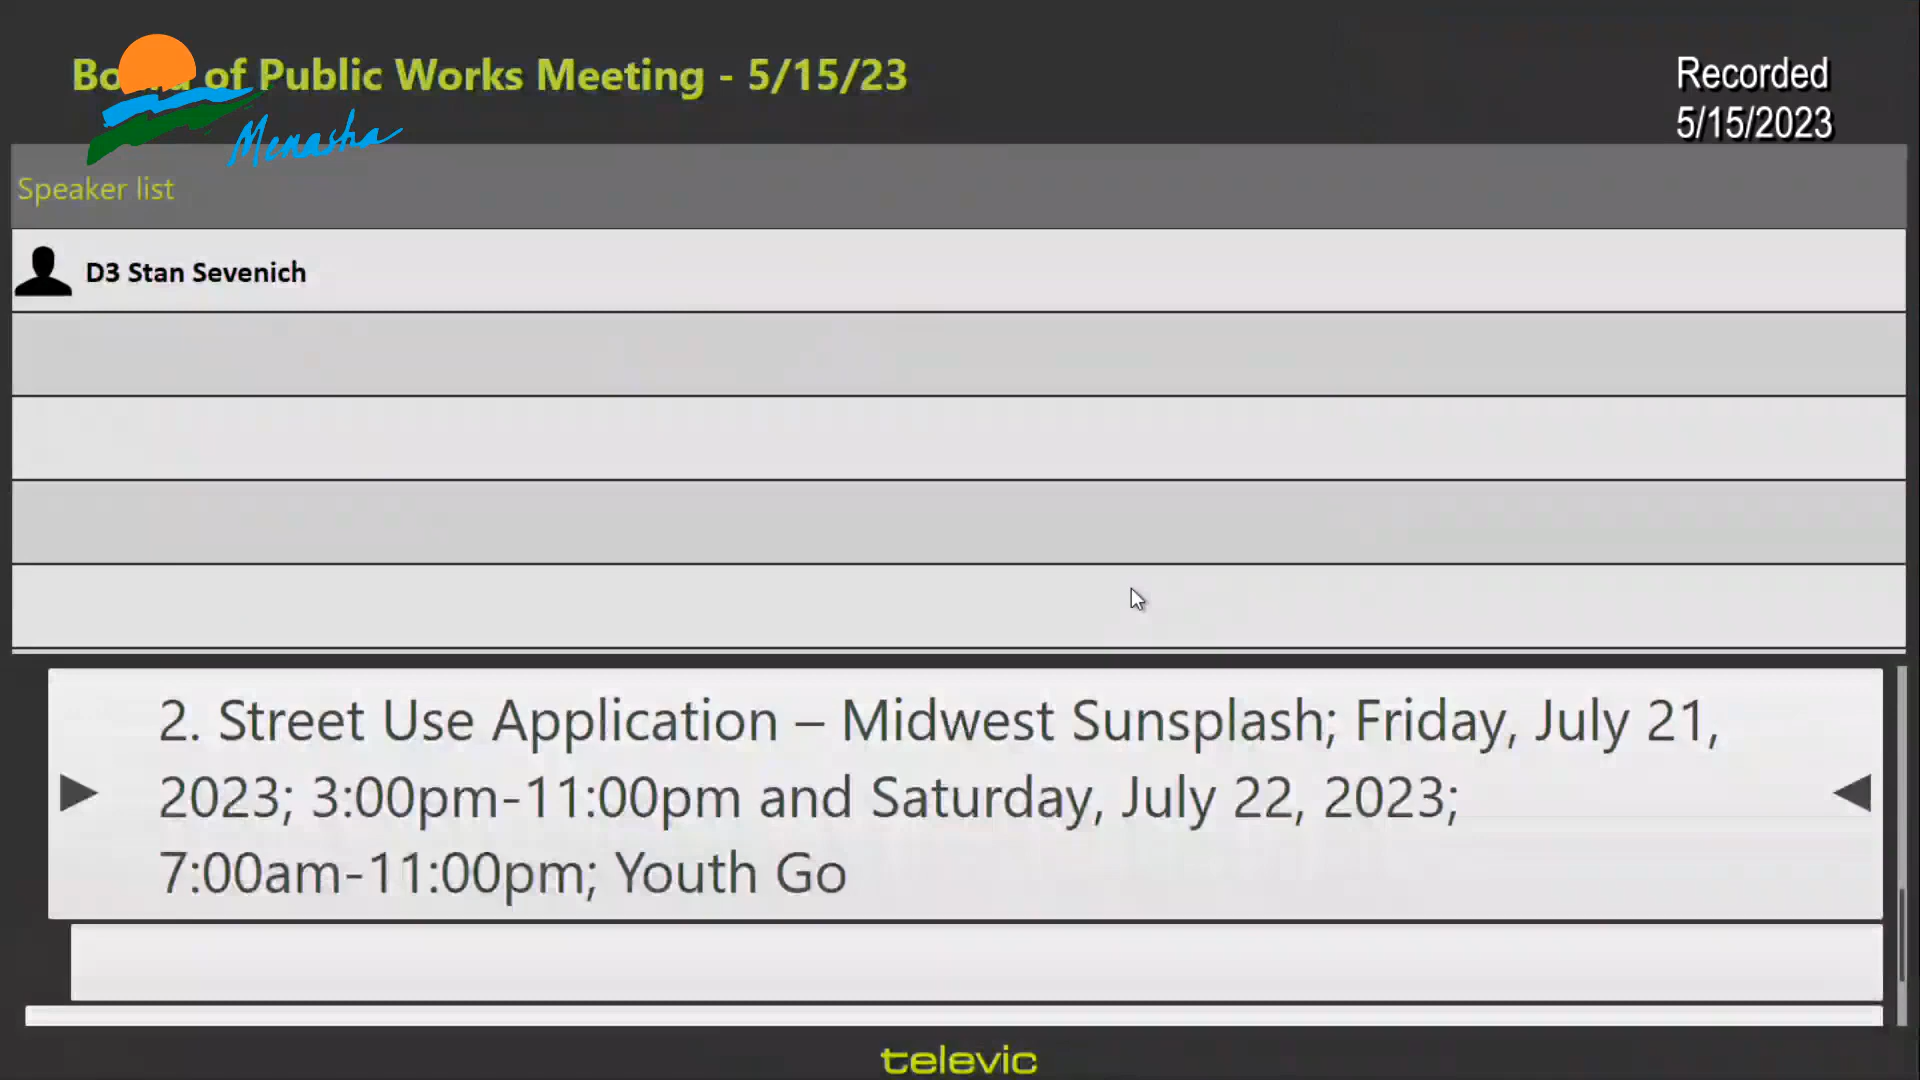 Bo of Public Works Meeting - 5/15/23
Menasha
Recorded
5/15/2023
Speaker list
D3 Stan Sevenich
2. Street Use Application – Midwest Sunsplash; Friday, July 21,
2023; 3:00pm-11:00pm and Saturday, July 22, 2023;
7:00am-11:00pm; Youth Go
televic